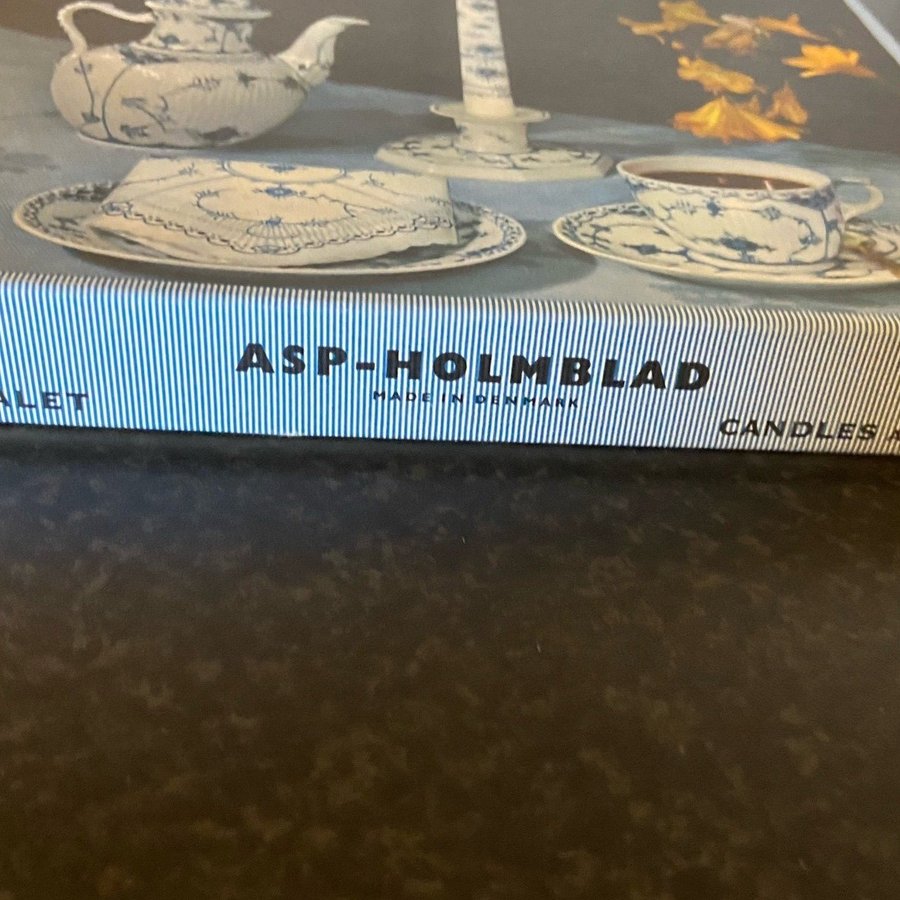 ASP-HOLMBLAD
MADE IN DENMARK
ALET
CANDLES